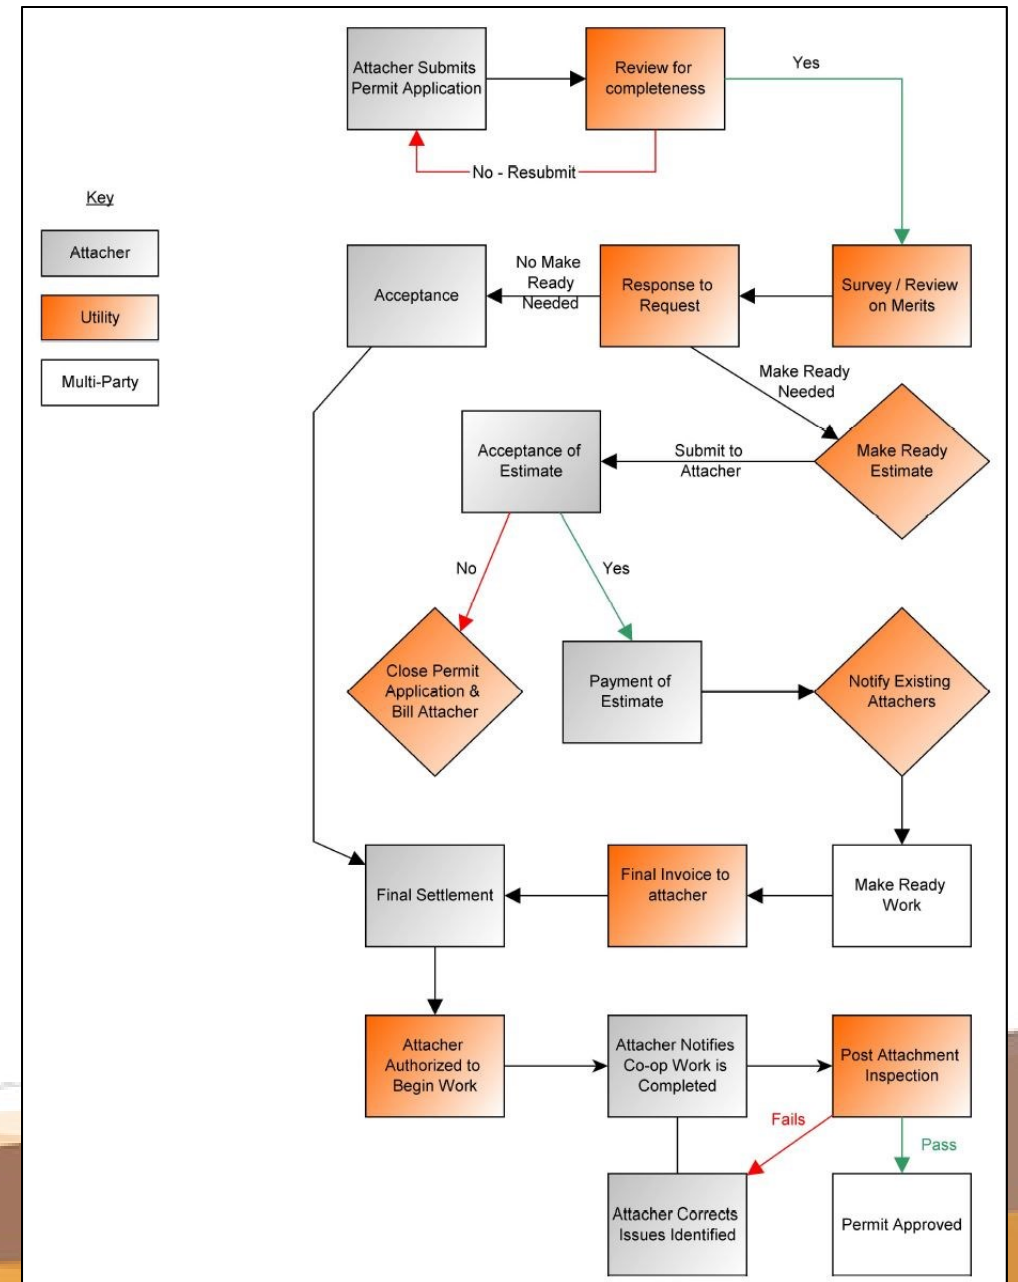 Attacher Submits
Permit Application
Review for
completeness
Yes
No - Resubmit
Key
Attacher
Utility
Multi-Party
Acceptance
No Make
Ready
Needed
Response to
Request
Survey / Review
on Merits
Make Ready
Needed
Acceptance of
Estimate
Submit to
Attacher
Make Ready
Estimate
No
Yes
Close Permit
Application &
Bill Attacher
Payment of
Estimate
Notify Existing
Attachers
Final Settlement
Final Invoice to
attacher
Make Ready
Work
Attacher
Authorized to
Begin Work
Attacher Notifies
Co-op Work is
Completed
Post Attachment
Inspection
Fails
Pass
Attacher Corrects
Issues Identified
Permit Approved